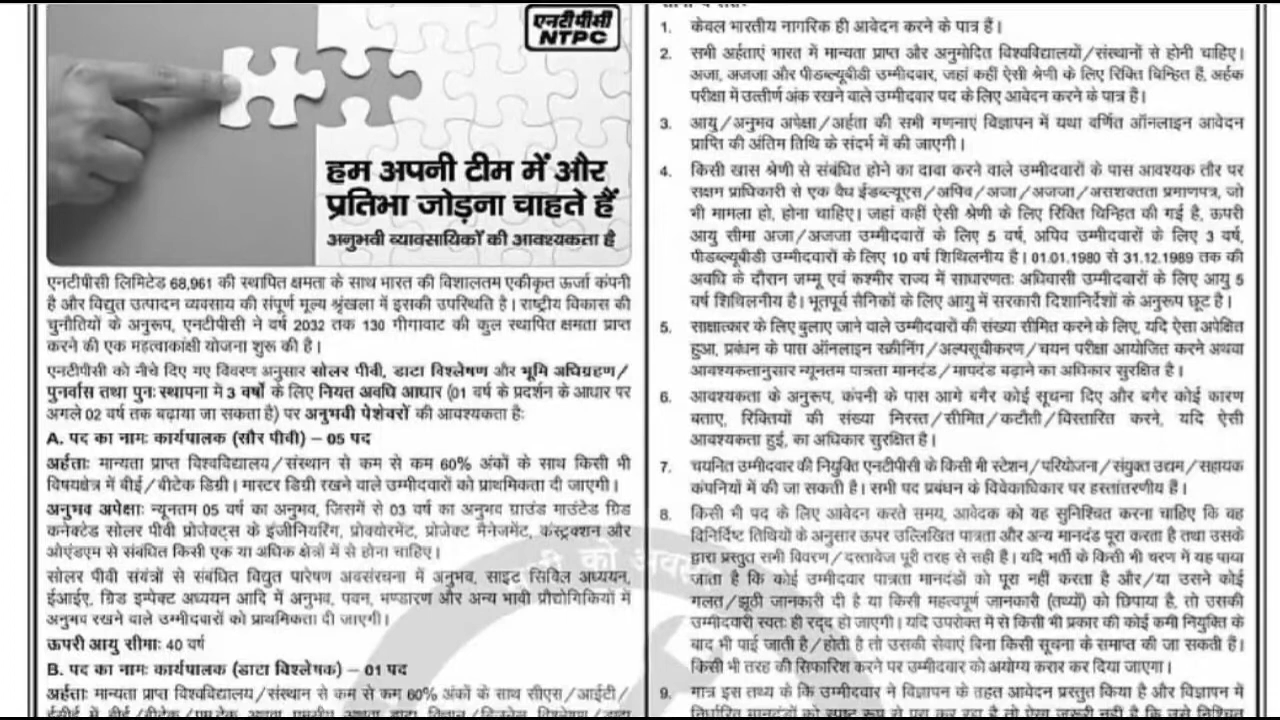 एनटीपीसी
NTPC
हम अपनी टीम में और
प्रतिभा जोड़ना चाहते हैं
अनुभवी व्यावसायिकों की आवश्यकता है
एनटीपीसी लिमिटेड 68,961 की स्थापित क्षमता के साथ भारत की विशालतम एकीकृत ऊर्जा कंपनी
है और विद्युत उत्पादन व्यवसाय की संपूर्ण मूल्य श्रृंखला में इसकी उपस्थिति है। राष्ट्रीय विकास की
चुनौतियों के अनुरूप, एनटीपीसी ने वर्ष 2032 तक 130 गीगावाट की कुल स्थापित क्षमता प्राप्त
करने की एक महत्वाकांक्षी योजना शुरू की है।
एनटीपीसी को नीचे दिए गए विवरण अनुसार सोलर पीवी, डाटा विश्लेषण और भूमि अधिग्रहण/
पुनर्वास तथा पुनः स्थापना में 3 वर्षों के लिए नियत अवधि आधार (01 वर्ष के प्रदर्शन के आधार पर
अगले 02 वर्ष तक बढ़ाया जा सकता है) पर अनुभवी पेशेवरों की आवश्यकता है:
A. पद का नामः कार्यपालक (सौर पीवी) – 05 पद
अर्हताः मान्यता प्राप्त विश्वविद्यालय/संस्थान से कम से कम 60% अंकों के साथ किसी भी
विषयक्षेत्र में बीई/बीटेक डिग्री। मास्टर डिग्री रखने वाले उम्मीदवारों को प्राथमिकता दी जाएगी।
अनुभव अपेक्षाः न्यूनतम 05 वर्ष का अनुभव, जिसमें से 03 वर्ष का अनुभव ग्राउंड माउंटेड ग्रिड
कनेक्टेड सोलर पीवी प्रोजेक्ट्स के इंजीनियरिंग, प्रोक्योरमेंट, प्रोजेक्ट मैनेजमेंट, कंस्ट्रक्शन और
ओएंडएम से संबंधित किसी एक या अधिक क्षेत्रों में से होना चाहिए।
सोलर पीवी संयंत्रों से संबंधित विद्युत पारेषण अवसंरचना में अनुभव, साइट सिविल अध्ययन,
ईआईए, ग्रिड इम्पेक्ट अध्ययन आदि में अनुभव, पवन, भण्डारण और अन्य भावी प्रौद्योगिकियों में
अनुभव रखने वाले उम्मीदवारों को प्राथमिकता दी जाएगी।
ऊपरी आयु सीमाः 40 वर्ष
B. पद का नामः कार्यपालक (डाटा विश्लेषक) – 01 पद
अर्हताः मान्यता प्राप्त विश्वविद्यालय/संस्थान से कम से कम 60% अंकों के साथ सीएस/आईटी/
1. केवल भारतीय नागरिक ही आवेदन करने के पात्र हैं।
2. सभी अर्हताएं भारत में मान्यता प्राप्त और अनुमोदित विश्वविद्यालयों/संस्थानों से होनी चाहिए।
अजा, अजजा और पीडब्ल्यूबीडी उम्मीदवार, जहां कहीं ऐसी श्रेणी के लिए रिक्ति चिन्हित हैं, अर्हक
परीक्षा में उत्तीर्ण अंक रखने वाले उम्मीदवार पद के लिए आवेदन करने के पात्र हैं।
3. आयु/अनुभव अपेक्षा/अर्हता की सभी गणनाएं विज्ञापन में यथा वर्णित ऑनलाइन आवेदन
प्राप्ति की अंतिम तिथि के संदर्भ में की जाएगी।
4. किसी खास श्रेणी से संबंधित होने का दावा करने वाले उम्मीदवारों के पास आवश्यक तौर पर
सक्षम प्राधिकारी से एक वैध ईडब्ल्यूएस/अपिव/अजा/अजजा/असशक्तता प्रमाणपत्र, जो
भी मामला हो, होना चाहिए। जहां कहीं ऐसी श्रेणी के लिए रिक्ति चिन्हित की गई है, ऊपरी
आयु सीमा अजा/अजजा उम्मीदवारों के लिए 5 वर्ष, अपिव उम्मीदवारों के लिए 3 वर्ष,
पीडब्ल्यूबीडी उम्मीदवारों के लिए 10 वर्ष शिथिलनीय है। 01.01.1980 से 31.12.1989 तक की
अवधि के दौरान जम्मू एवं कश्मीर राज्य में साधारणतः अधिवासी उम्मीदवारों के लिए आयु 5
वर्ष शिथिलनीय है। भूतपूर्व सैनिकों के लिए आयु में सरकारी दिशानिर्देशों के अनुरूप छूट है।
5. साक्षात्कार के लिए बुलाए जाने वाले उम्मीदवारों की संख्या सीमित करने के लिए, यदि ऐसा अपेक्षित
हुआ, प्रबंधन के पास ऑनलाइन स्क्रीनिंग/अल्पसूचीकरण/चयन परीक्षा आयोजित करने अथवा
आवश्यकतानुसार न्यूनतम पात्रता मानदंड/मापदंड बढ़ाने का अधिकार सुरक्षित है।
6. आवश्यकता के अनुरूप, कंपनी के पास आगे बगैर कोई सूचना दिए और बगैर कोई कारण
बताए, रिक्तियों की संख्या निरस्त/सीमित/कटौती/विस्तारित करने, यदि ऐसी
आवश्यकता हुई, का अधिकार सुरक्षित है।
7. चयनित उम्मीदवार की नियुक्ति एनटीपीसी के किसी भी स्टेशन/परियोजना/संयुक्त उद्यम/सहायक
कंपनियों में की जा सकती है। सभी पद प्रबंधन के विवेकाधिकार पर हस्तांतरणीय हैं।
8. किसी भी पद के लिए आवेदन करते समय, आवेदक को यह सुनिश्चित करना चाहिए कि वह
विनिर्दिष्ट तिथियों के अनुसार ऊपर उल्लिखित पात्रता और अन्य मानदंड पूरा करता है तथा उसके
द्वारा प्रस्तुत सभी विवरण/दस्तावेज पूरी तरह से सही है। यदि भर्ती के किसी भी चरण में यह पाया
जाता है कि कोई उम्मीदवार पात्रता मानदंडों को पूरा नहीं करता है और/या उसने कोई
गलत/झूठी जानकारी दी है या किसी महत्वपूर्ण जानकारी (तथ्यों) को छिपाया है, तो उसकी
उम्मीदवारी स्वतः ही रद्द हो जाएगी। यदि उपरोक्त में से किसी भी प्रकार की कोई कमी नियुक्ति के
बाद भी पाई जाती है/होती है तो उसकी सेवाएं बिना किसी सूचना के समाप्त की जा सकती हैं।
किसी भी तरह की सिफारिश करने पर उम्मीदवार को अयोग्य करार कर दिया जाएगा।
9. मात्र इस तथ्य के कि उम्मीदवार ने विज्ञापन के तहत आवेदन प्रस्तुत किया है और विज्ञापन में